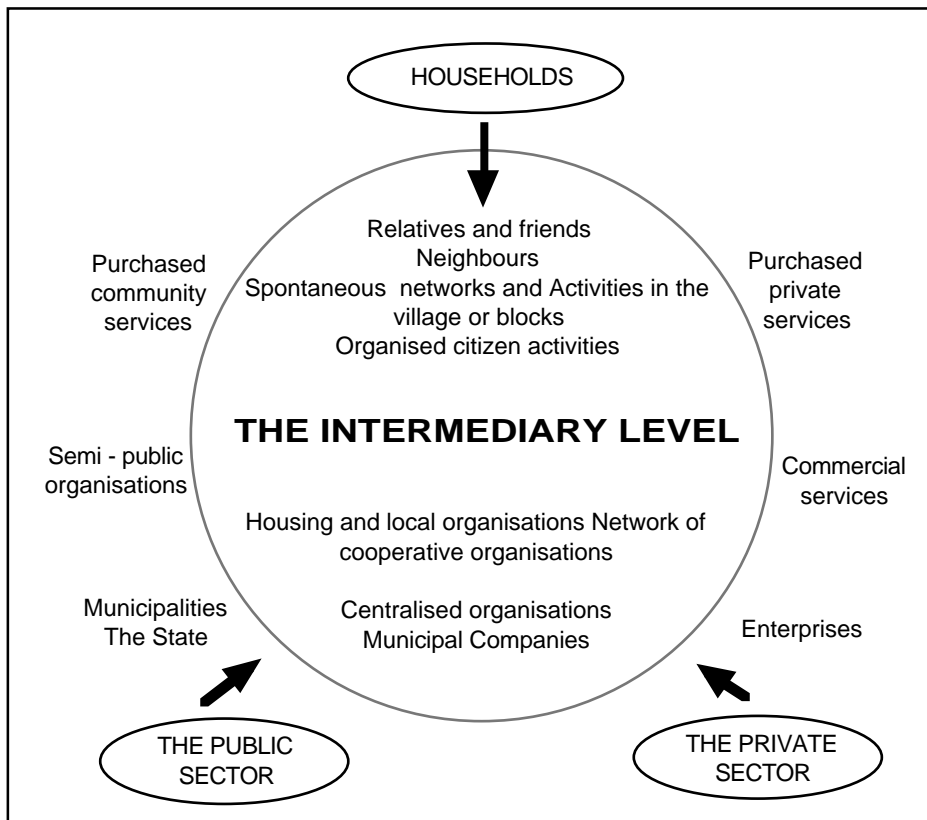 HOUSEHOLDS
Relatives and friends
Neighbours
Spontaneous networks and Activities in the
village or blocks
Organised citizen activities
Purchased
community
services
Purchased
private
services
THE INTERMEDIARY LEVEL
Semi - public
organisations
Commercial
services
Housing and local organisations Network of
cooperative organisations
Municipalities
The State
Centralised organisations
Municipal Companies
Enterprises
THE PUBLIC
SECTOR
THE PRIVATE
SECTOR